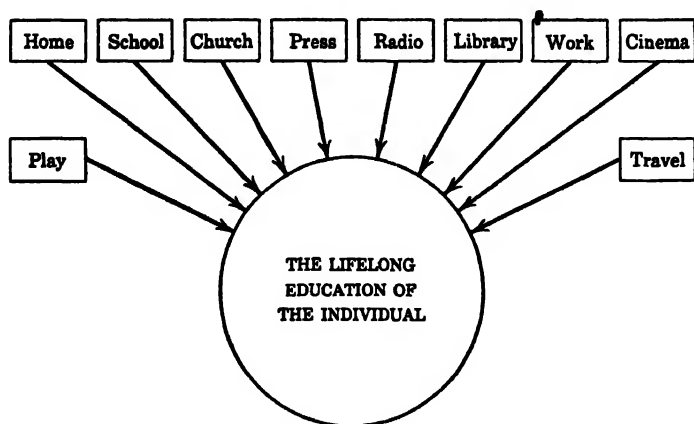 Home School Church Press Radio Library Work Cinema
Play Travel
THE LIFELONG
EDUCATION OF
THE INDIVIDUAL